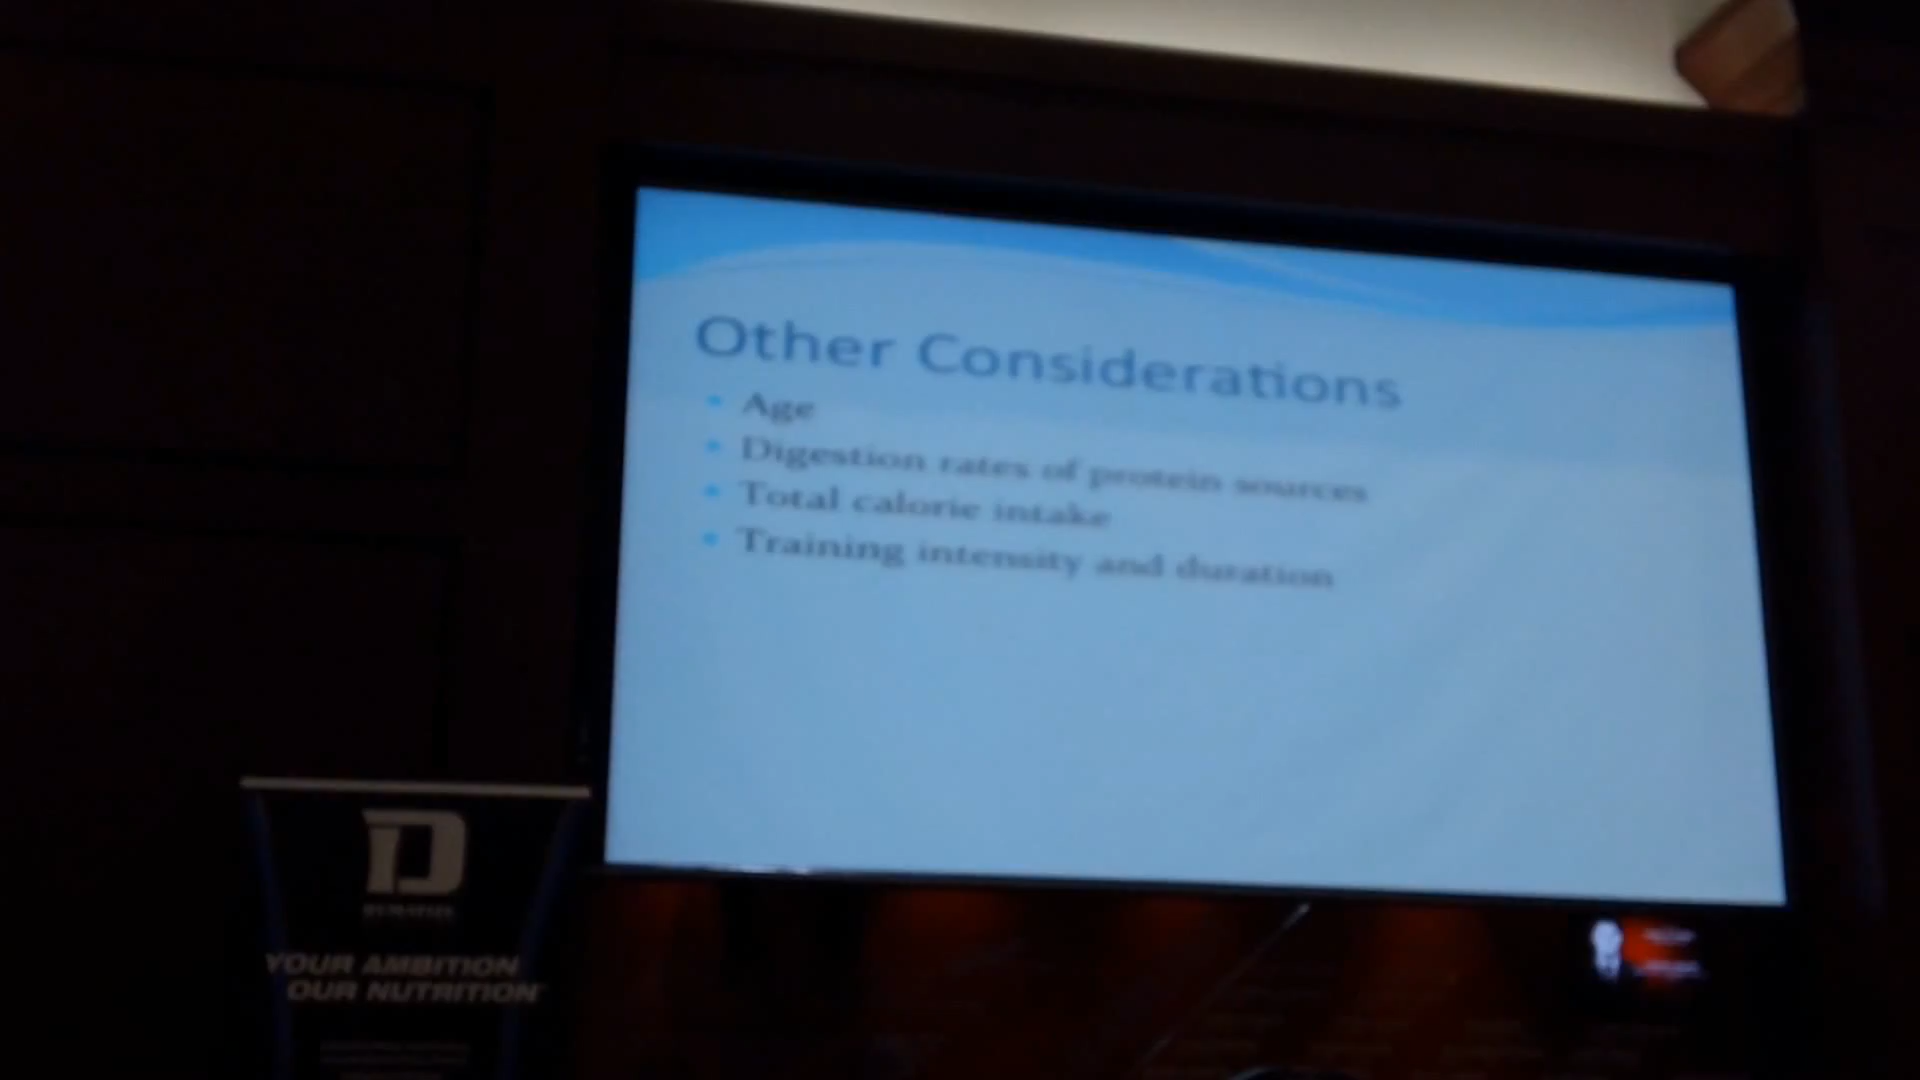 Other Considerations
Age
Digestion rates of protein sources
Total calorie intake
Training intensity and duration
D
YOUR AMBITION
OUR NUTRITION